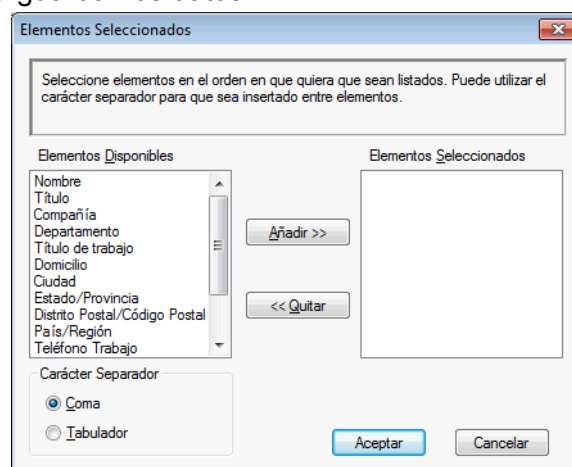 Elementos Seleccionados
Seleccione elementos en el orden en que quiera que sean listados. Puede utilizar el
carácter separador para que sea insertado entre elementos.
Elementos Disponibles
Elementos Seleccionados
Nombre
Título
Compañía
Departamento
Título de trabajo
Domicilio
Ciudad
Estado/Provincia
Distrito Postal/Código Postal
País/Región
Teléfono Trabajo
Añadir >>
<< Quitar
Carácter Separador
Coma
Tabulador
Aceptar
Cancelar